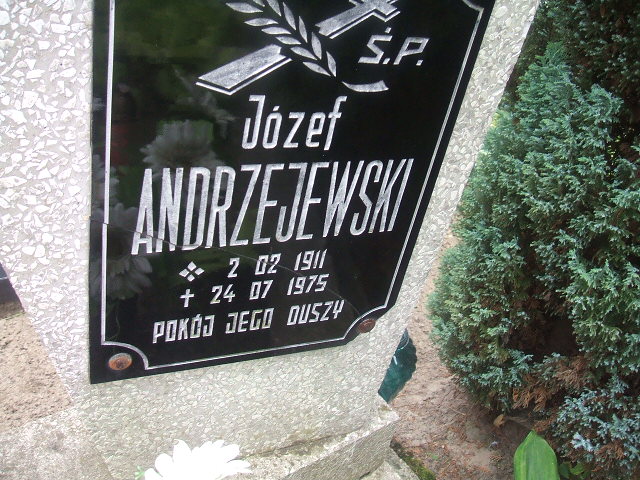 Ś.P.
Józef
ANDRZEJEWSKI
2 02 1911
24 07 1975
POKÓJ JEGO DUSZY